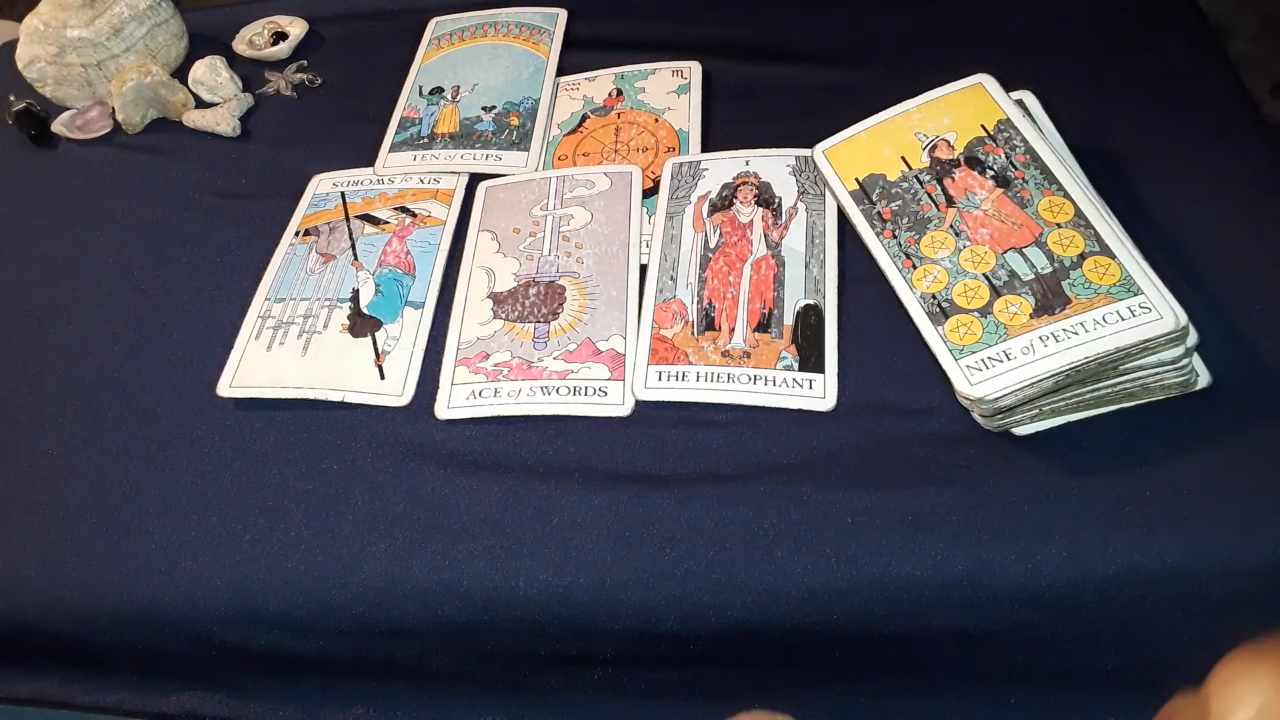 TEN of CUPS
SIX of SWORDS
ACE of SWORDS
THE HIEROPHANT
NINE of PENTACLES